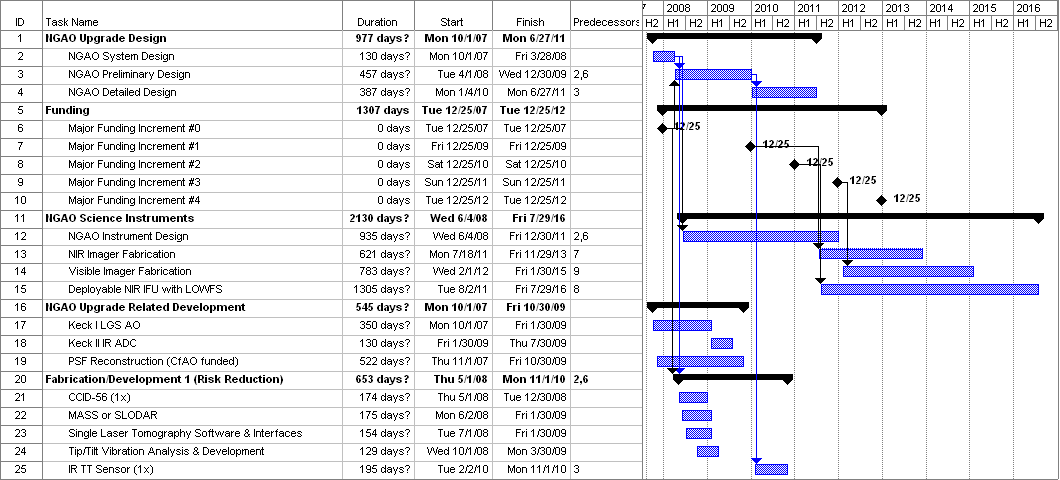 7 2008 2009 2010 2011 2012 2013 2014 2015 2016
ID Task Name Duration Start Finish Predecessors H2 H1 H2 H1 H2 H1 H2 H1 H2 H1 H2 H1 H2 H1 H2 H1 H2 H1 H2
1 NGAO Upgrade Design 977 days? Mon 10/1/07 Mon 6/27/11
2 NGAO System Design 130 days? Mon 10/1/07 Fri 3/28/08
3 NGAO Preliminary Design 457 days? Tue 4/1/08 Wed 12/30/09 2,6
4 NGAO Detailed Design 387 days? Mon 1/4/10 Mon 6/27/11 3
5 Funding 1307 days Tue 12/25/07 Tue 12/25/12
6 Major Funding Increment #0 0 days Tue 12/25/07 Tue 12/25/07 12/25
7 Major Funding Increment #1 0 days Fri 12/25/09 Fri 12/25/09 12/25
8 Major Funding Increment #2 0 days Sat 12/25/10 Sat 12/25/10 12/25
9 Major Funding Increment #3 0 days Sun 12/25/11 Sun 12/25/11 12/25
10 Major Funding Increment #4 0 days Tue 12/25/12 Tue 12/25/12 12/25
11 NGAO Science Instruments 2130 days? Wed 6/4/08 Fri 7/29/16
12 NGAO Instrument Design 935 days? Wed 6/4/08 Fri 12/30/11 2,6
13 NIR Imager Fabrication 621 days? Mon 7/18/11 Fri 11/29/13 7
14 Visible Imager Fabrication 783 days? Wed 2/1/12 Fri 1/30/15 9
15 Deployable NIR IFU with LOWFS 1305 days? Tue 8/2/11 Fri 7/29/16 8
16 NGAO Upgrade Related Development 545 days? Mon 10/1/07 Fri 10/30/09
17 Keck I LGS AO 350 days? Mon 10/1/07 Fri 1/30/09
18 Keck II IR ADC 130 days? Fri 1/30/09 Thu 7/30/09
19 PSF Reconstruction (CfAO funded) 522 days? Thu 11/1/07 Fri 10/30/09
20 Fabrication/Development 1 (Risk Reduction) 653 days? Thu 5/1/08 Mon 11/1/10 2,6
21 CCID-56 (1x) 174 days? Thu 5/1/08 Tue 12/30/08
22 MASS or SLODAR 175 days? Mon 6/2/08 Fri 1/30/09
23 Single Laser Tomography Software & Interfaces 154 days? Tue 7/1/08 Fri 1/30/09
24 Tip/Tilt Vibration Analysis & Development 129 days? Wed 10/1/08 Mon 3/30/09
25 IR TT Sensor (1x) 195 days? Tue 2/2/10 Mon 11/1/10 3